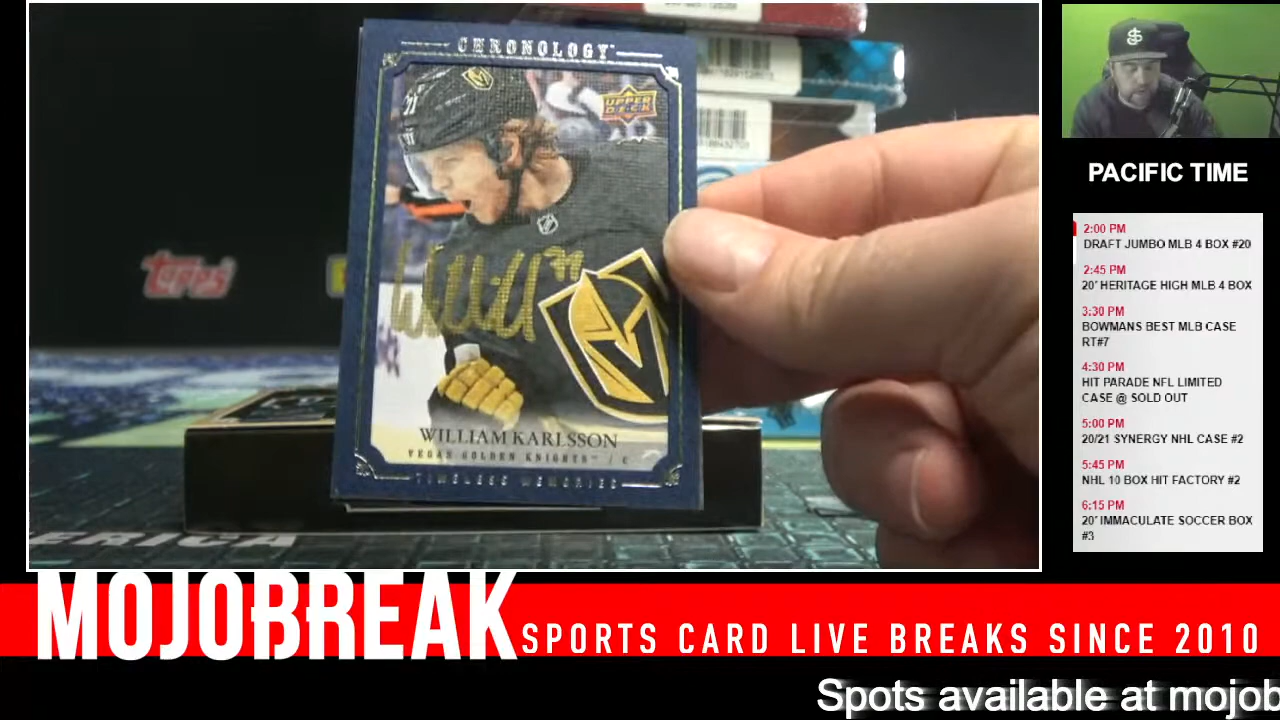 CHRONOLOGY
UPPER DECK
71
WILLIAM KARLSSON
VEGAS GOLDEN KNIGHTS™ / C
TIMELESS MEMORIES
topps
ERICA
PACIFIC TIME
2:00 PM
DRAFT JUMBO MLB 4 BOX #20
2:45 PM
20' HERITAGE HIGH MLB 4 BOX
3:30 PM
BOWMANS BEST MLB CASE
RT#7
4:30 PM
HIT PARADE NFL LIMITED
CASE @ SOLD OUT
5:00 PM
20/21 SYNERGY NHL CASE #2
5:45 PM
NHL 10 BOX HIT FACTORY #2
6:15 PM
20' IMMACULATE SOCCER BOX
#3
MOJOBREAK
SPORTS CARD LIVE BREAKS SINCE 2010
Spots available at mojob